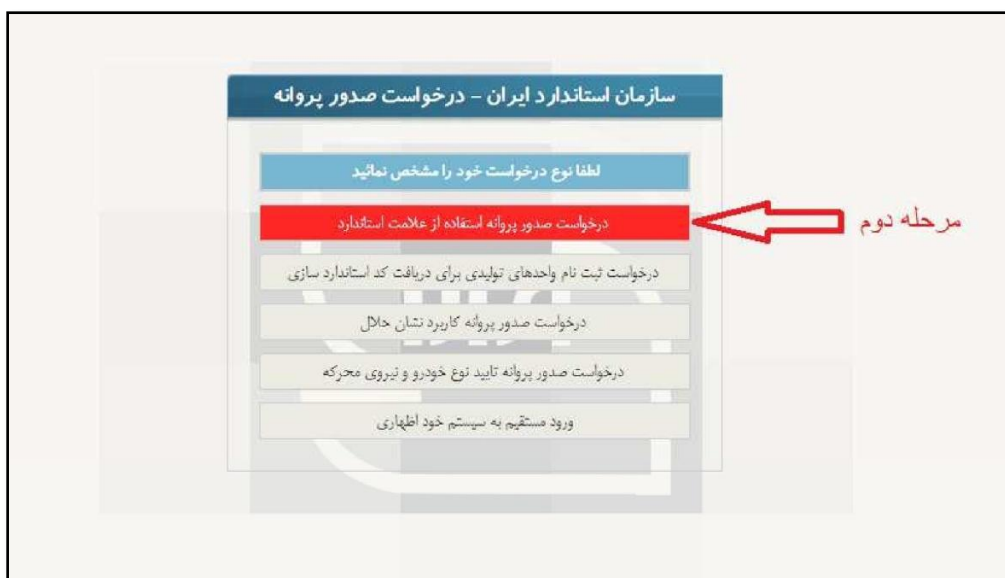 سازمان استاندارد ایران – درخواست صدور پروانه
لطفا نوع درخواست خود را مشخص نمائید
درخواست صدور پروانه استفاده از علامت استاندارد
مرحله دوم
درخواست ثبت نام واحدهای تولیدی برای دریافت کد استاندارد سازی
درخواست صدور پروانه کاربرد نشان حلال
درخواست صدور پروانه تایید نوع خودرو و نیروی محرکه
ورود مستقیم به سیستم خود اظهاری